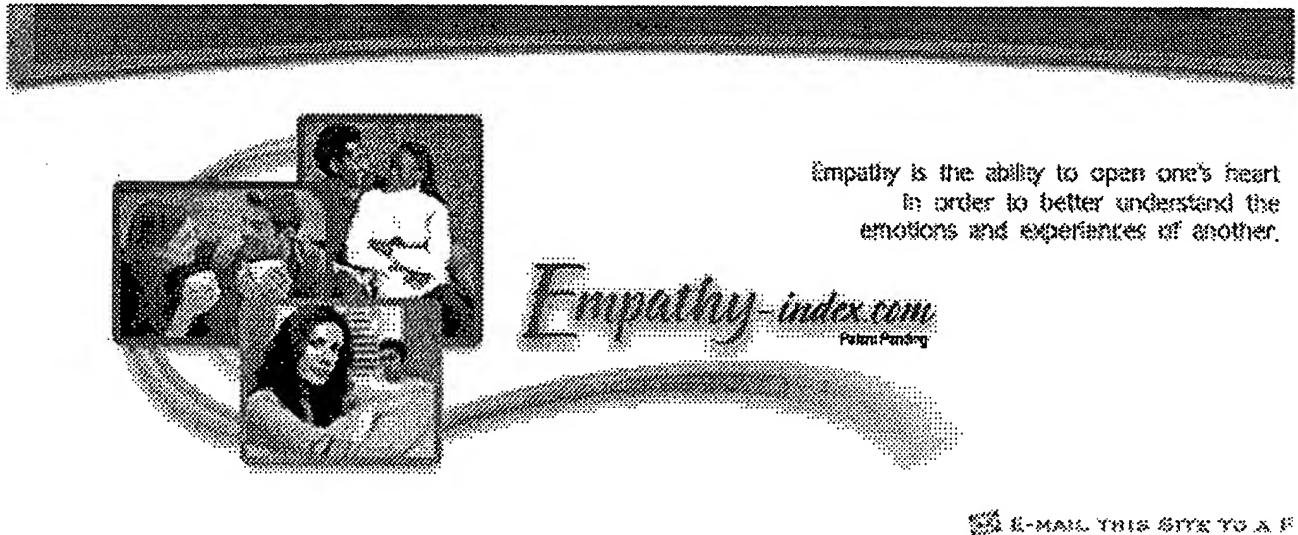 Empathy is the ability to open one's heart
in order to better understand the
emotions and experiences of another.
Empathy-index.com
Patent Pending
E-MAIL THIS SITE TO A F